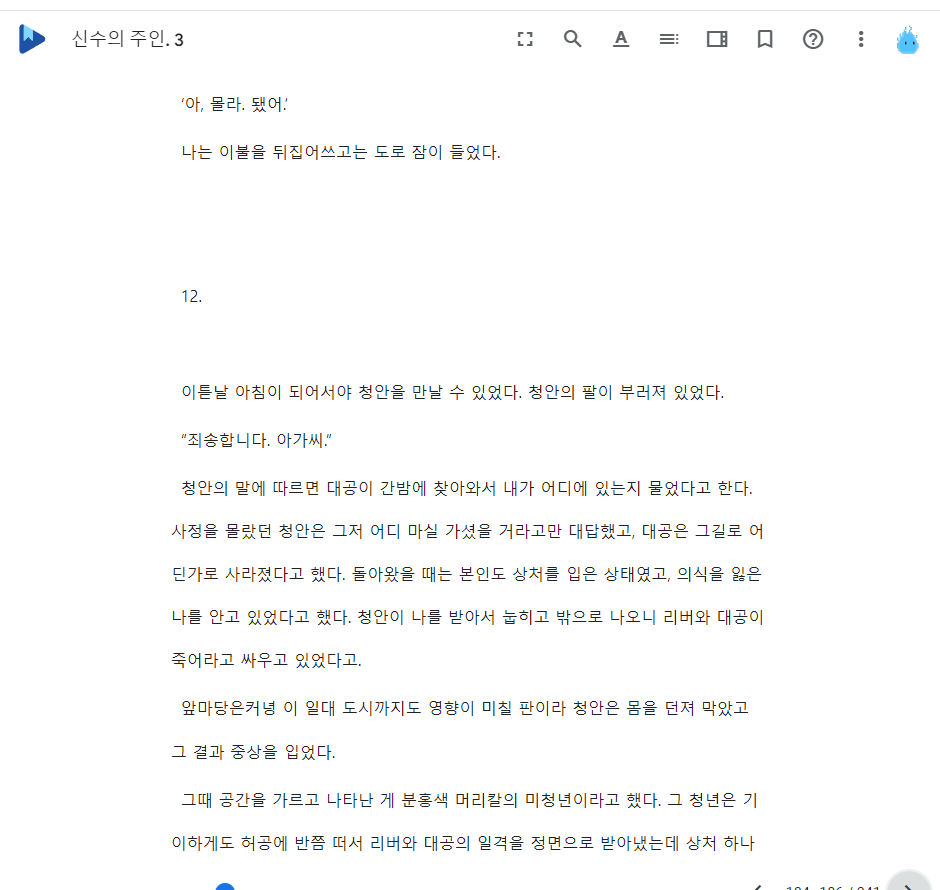 신수의 주인. 3
'아, 몰라. 됐어.'
나는 이불을 뒤집어쓰고는 도로 잠이 들었다.
12.
이튿날 아침이 되어서야 청안을 만날 수 있었다. 청안의 팔이 부러져 있었다.
"죄송합니다. 아가씨."
청안의 말에 따르면 대공이 간밤에 찾아와서 내가 어디에 있는지 물었다고 한다.
사정을 몰랐던 청안은 그저 어디 마실 가셨을 거라고만 대답했고, 대공은 그길로 어
딘가로 사라졌다고 했다. 돌아왔을 때는 본인도 상처를 입은 상태였고, 의식을 잃은
나를 안고 있었다고 했다. 청안이 나를 받아서 눕히고 밖으로 나오니 리버와 대공이
죽어라고 싸우고 있었다고.
앞마당은커녕 이 일대 도시까지도 영향이 미칠 판이라 청안은 몸을 던져 막았고
그 결과 중상을 입었다.
그때 공간을 가르고 나타난 게 분홍색 머리칼의 미청년이라고 했다. 그 청년은 기
이하게도 허공에 반쯤 떠서 리버와 대공의 일격을 정면으로 받아냈는데 상처 하나